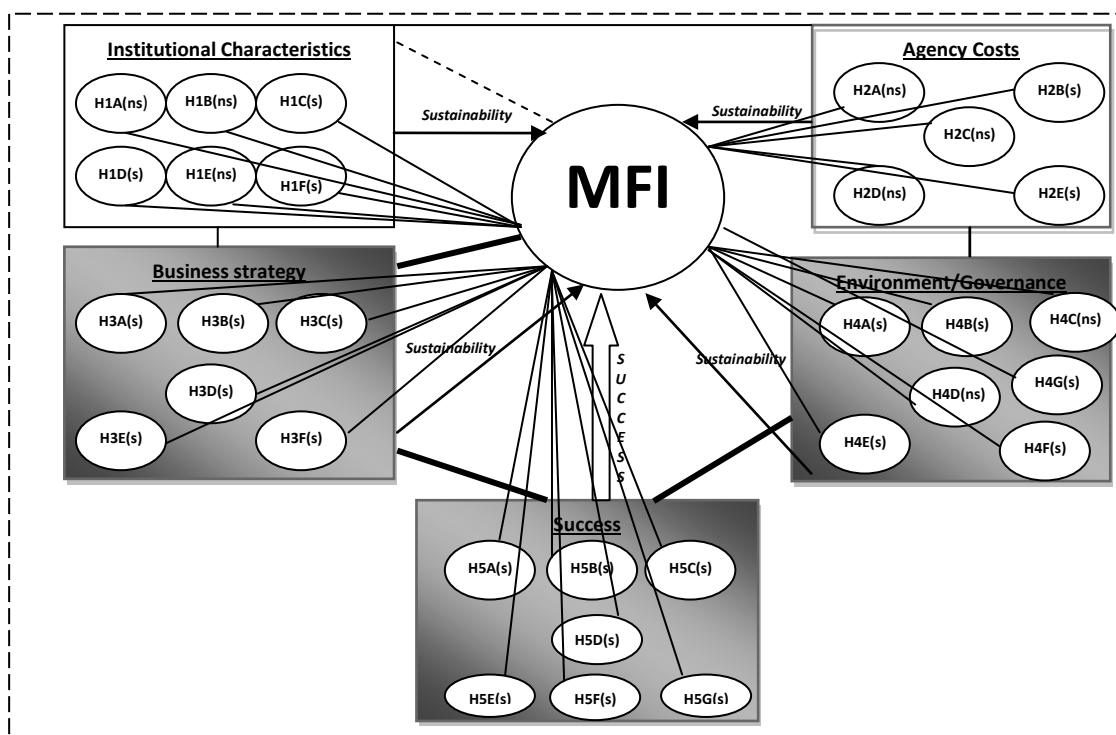 Institutional Characteristics
H1A(ns)
H1B(ns)
H1C(s)
H1D(s)
H1E(ns)
H1F(s)
Sustainability
MFI
Sustainability
Agency Costs
H2A(ns)
H2B(s)
H2C(ns)
H2D(ns)
H2E(s)
Business strategy
H3A(s)
H3B(s)
H3C(s)
H3D(s)
H3E(s)
H3F(s)
Sustainability
SUCCESS
Sustainability
Environment/Governance
H4A(s)
H4B(s)
H4C(ns)
H4D(ns)
H4G(s)
H4E(s)
H4F(s)
Success
H5A(s)
H5B(s)
H5C(s)
H5D(s)
H5E(s)
H5F(s)
H5G(s)